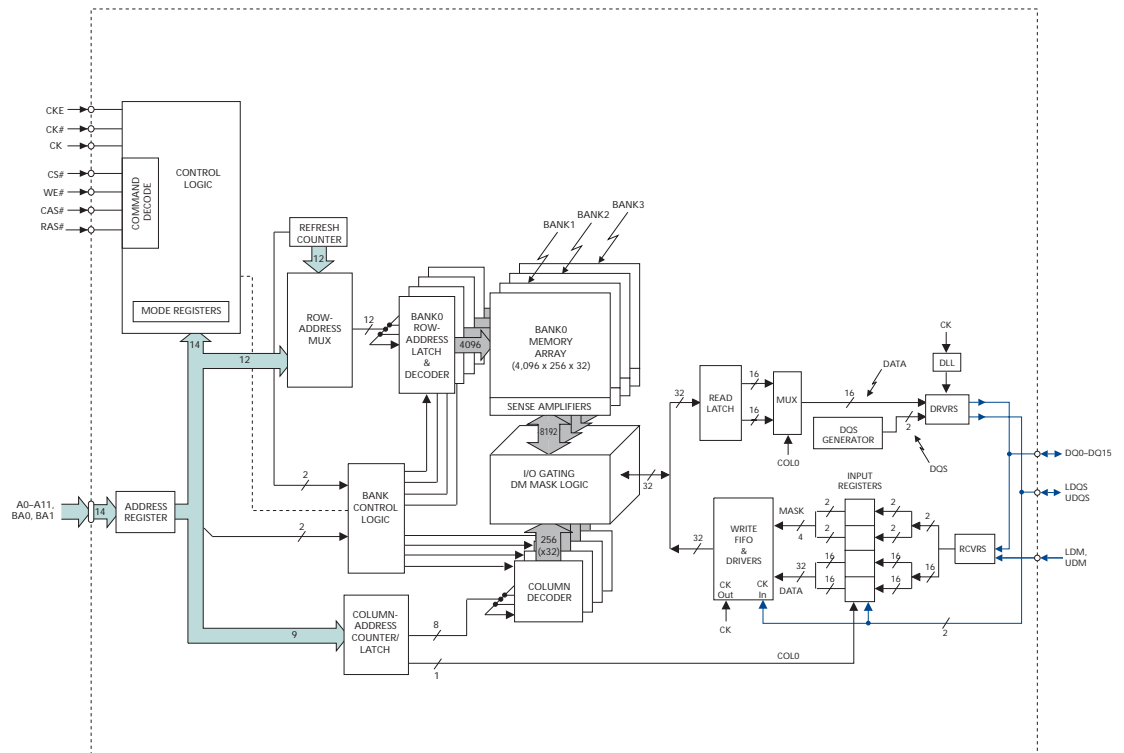 CKE
CK#
CK
CS#
WE#
CAS#
RAS#
COMMAND
DECODE
CONTROL
LOGIC
MODE REGISTERS
REFRESH
COUNTER
12
ROW-
ADDRESS
MUX
12
14
12
BANK0
ROW-
ADDRESS
LATCH
&
DECODER
4096
BANK1
BANK2
BANK3
BANK0
MEMORY
ARRAY
(4,096 x 256 x 32)
SENSE AMPLIFIERS
8192
I/O GATING
DM MASK LOGIC
256
(x32)
COLUMN
DECODER
2
2
BANK
CONTROL
LOGIC
A0–A11,
BA0, BA1
14
ADDRESS
REGISTER
9
COLUMN-
ADDRESS
COUNTER/
LATCH
8
1
COL0
32
32
32
READ
LATCH
16
16
MUX
COL0
16
DATA
DQS
GENERATOR
2
DQS
CK
DLL
DRVRS
DQ0–DQ15
LDQS
UDQS
LDM,
UDM
INPUT
REGISTERS
WRITE
FIFO
&
DRIVERS
CK
Out
CK
In
CK
MASK
4
32
DATA
2
2
16
16
2
2
16
16
2
16
RCVRS
2